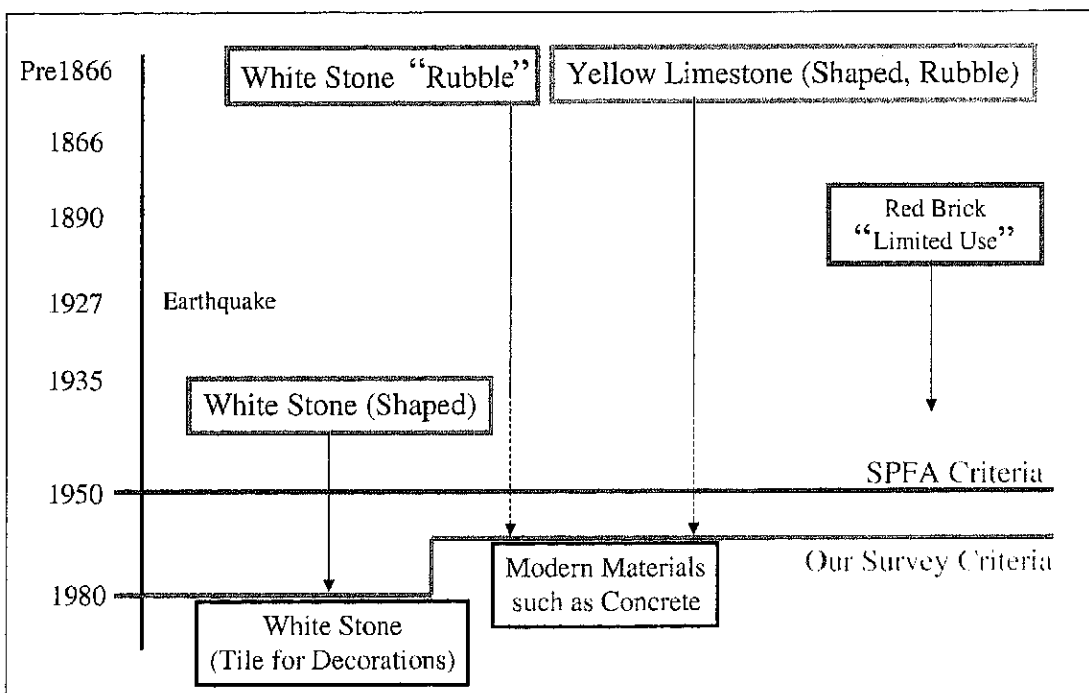 Pre1866
White Stone “Rubble”
Yellow Limestone (Shaped, Rubble)
1866
1890
Red Brick
“Limited Use”
1927
Earthquake
1935
White Stone (Shaped)
SPFA Criteria
1950
Our Survey Criteria
Modern Materials
such as Concrete
1980
White Stone
(Tile for Decorations)